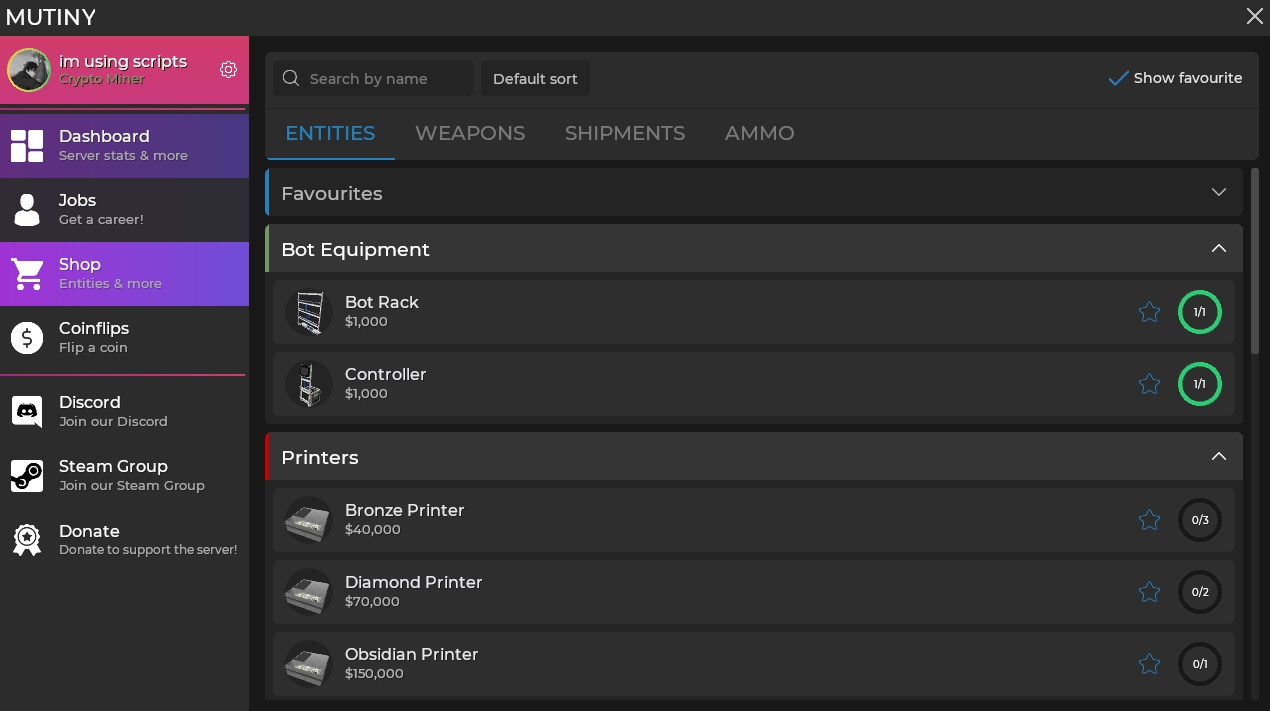 MUTINY
im using scripts
Crypto Miner
Dashboard
Server stats & more
Jobs
Get a career!
Shop
Entities & more
Coinflips
Flip a coin
Discord
Join our Discord
Steam Group
Join our Steam Group
Donate
Donate to support the server!
Search by name
Default sort
Show favourite
ENTITIES
WEAPONS
SHIPMENTS
AMMO
Favourites
Bot Equipment
Bot Rack
$1,000
1/1
Controller
$1,000
1/1
Printers
Bronze Printer
$40,000
0/3
Diamond Printer
$70,000
0/2
Obsidian Printer
$150,000
0/1